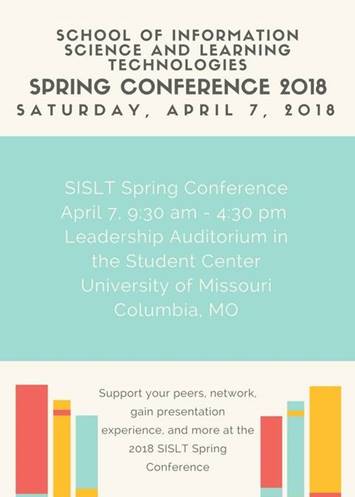 SCHOOL OF INFORMATION
SCIENCE AND LEARNING
TECHNOLOGIES
SPRING CONFERENCE 2018
SATURDAY, APRIL 7, 2018
SISLT Spring Conference
April 7, 9:30 am - 4:30 pm
Leadership Auditorium in
the Student Center
University of Missouri
Columbia, MO
Support your peers, network,
gain presentation
experience, and more at the
2018 SISLT Spring
Conference